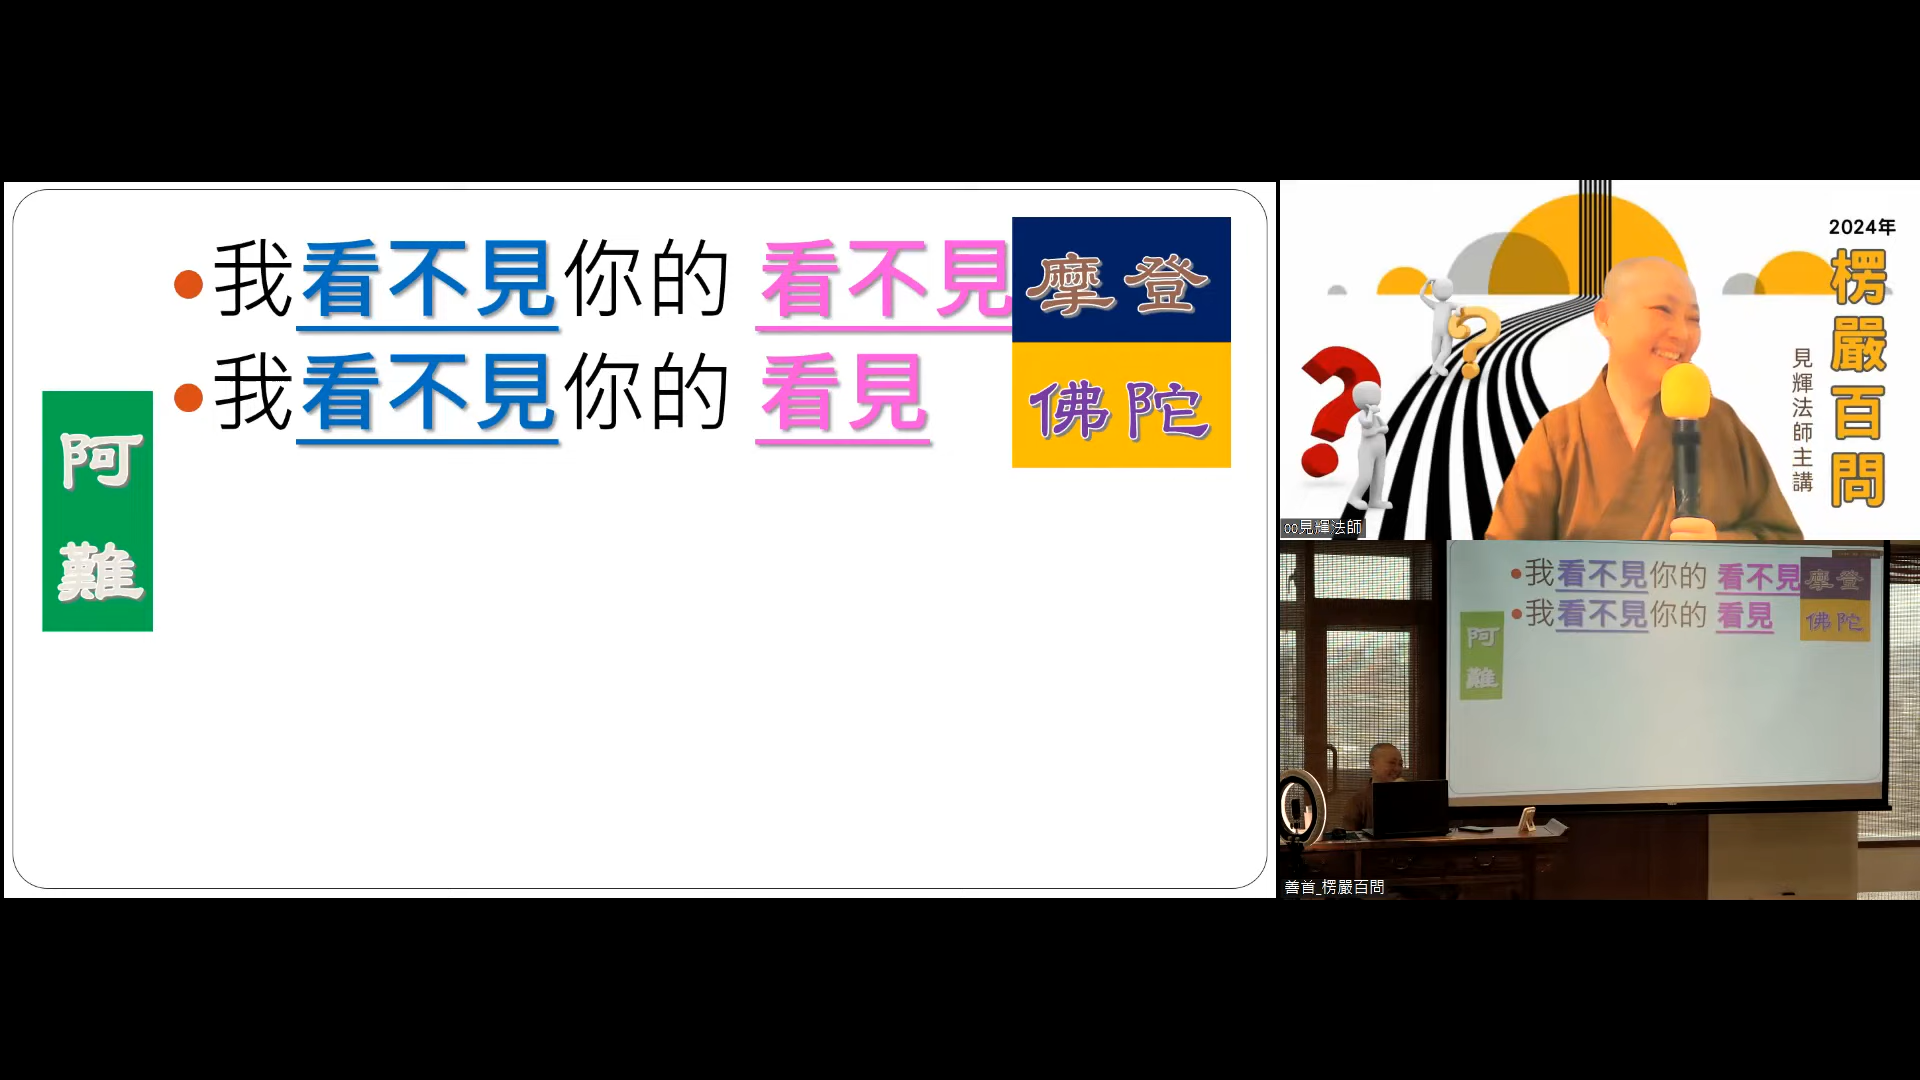 我看不見你的 看不見
摩登
我看不見你的 看見
佛陀
阿難
2024年
楞嚴百問
見輝法師主講
oo見輝法師
我看不見你的 看不見
摩登
我看不見你的 看見
佛陀
阿難
善首_楞嚴百問